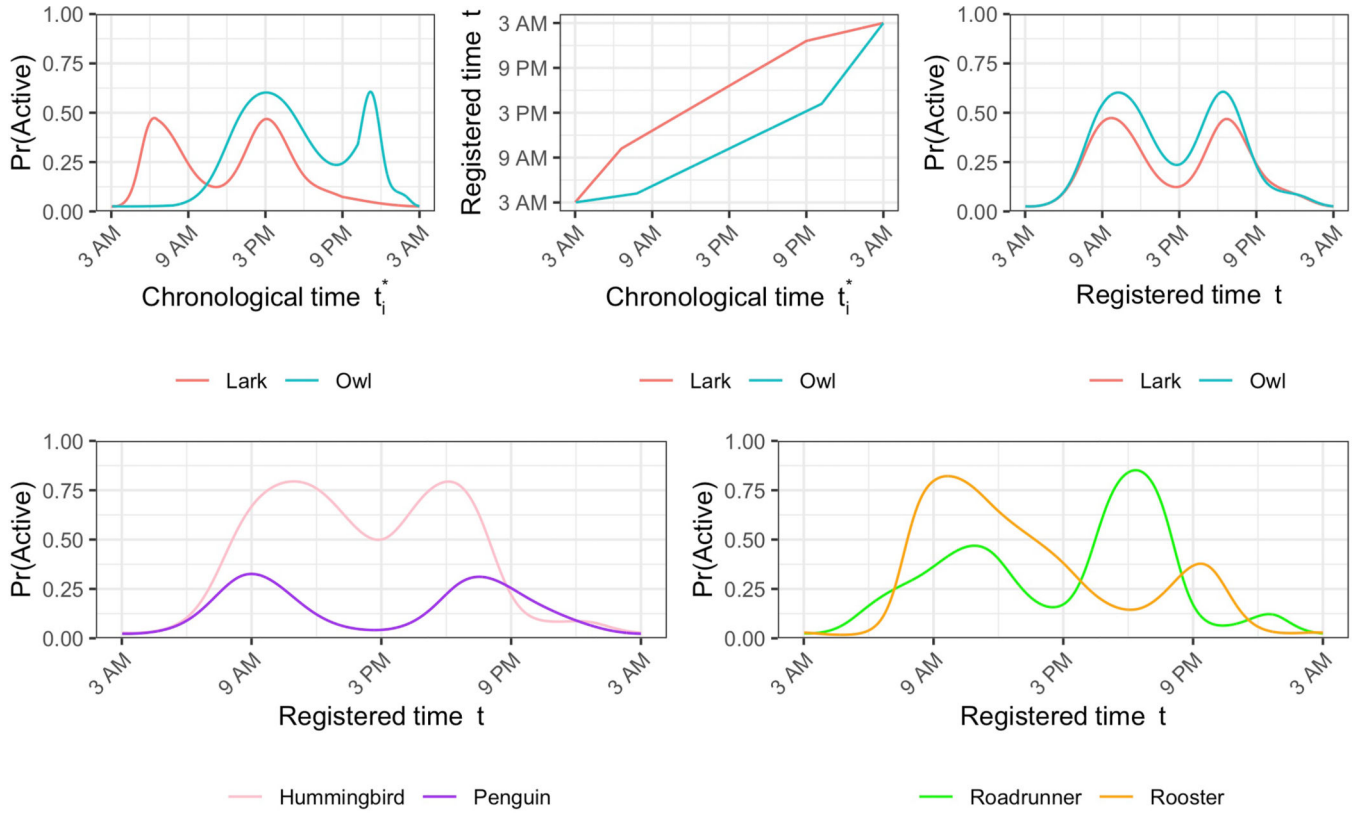 Pr(Active)
1.00
0.75
0.50
0.25
0.00
3 AM
9 AM
3 PM
9 PM
3 AM
Chronological time t*i
Lark
Owl
Registered time t
3 AM
9 PM
3 PM
9 AM
3 AM
3 AM
9 AM
3 PM
9 PM
3 AM
Chronological time t*i
Lark
Owl
Pr(Active)
1.00
0.75
0.50
0.25
0.00
3 AM
9 AM
3 PM
9 PM
3 AM
Registered time t
Lark
Owl
Pr(Active)
1.00
0.75
0.50
0.25
0.00
3 AM
9 AM
3 PM
9 PM
3 AM
Registered time t
Hummingbird
Penguin
Pr(Active)
1.00
0.75
0.50
0.25
0.00
3 AM
9 AM
3 PM
9 PM
3 AM
Registered time t
Roadrunner
Rooster